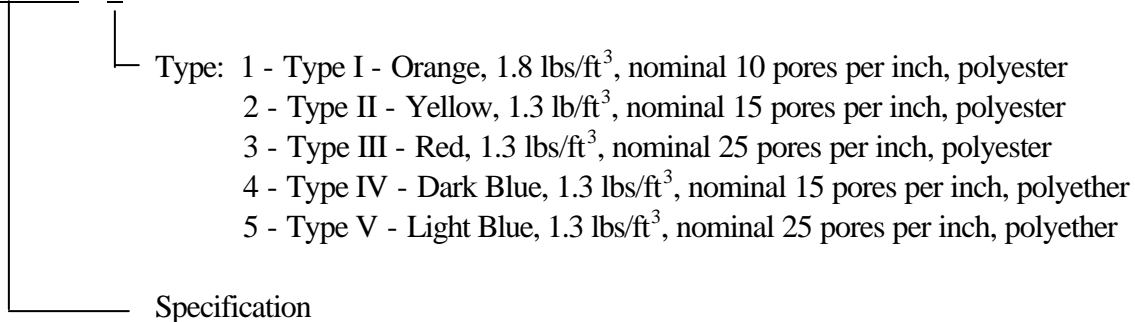 Type: 1 - Type I - Orange, 1.8 lbs/ft³, nominal 10 pores per inch, polyester
2 - Type II - Yellow, 1.3 lb/ft³, nominal 15 pores per inch, polyester
3 - Type III - Red, 1.3 lbs/ft³, nominal 25 pores per inch, polyester
4 - Type IV - Dark Blue, 1.3 lbs/ft³, nominal 15 pores per inch, polyether
5 - Type V - Light Blue, 1.3 lbs/ft³, nominal 25 pores per inch, polyether
Specification